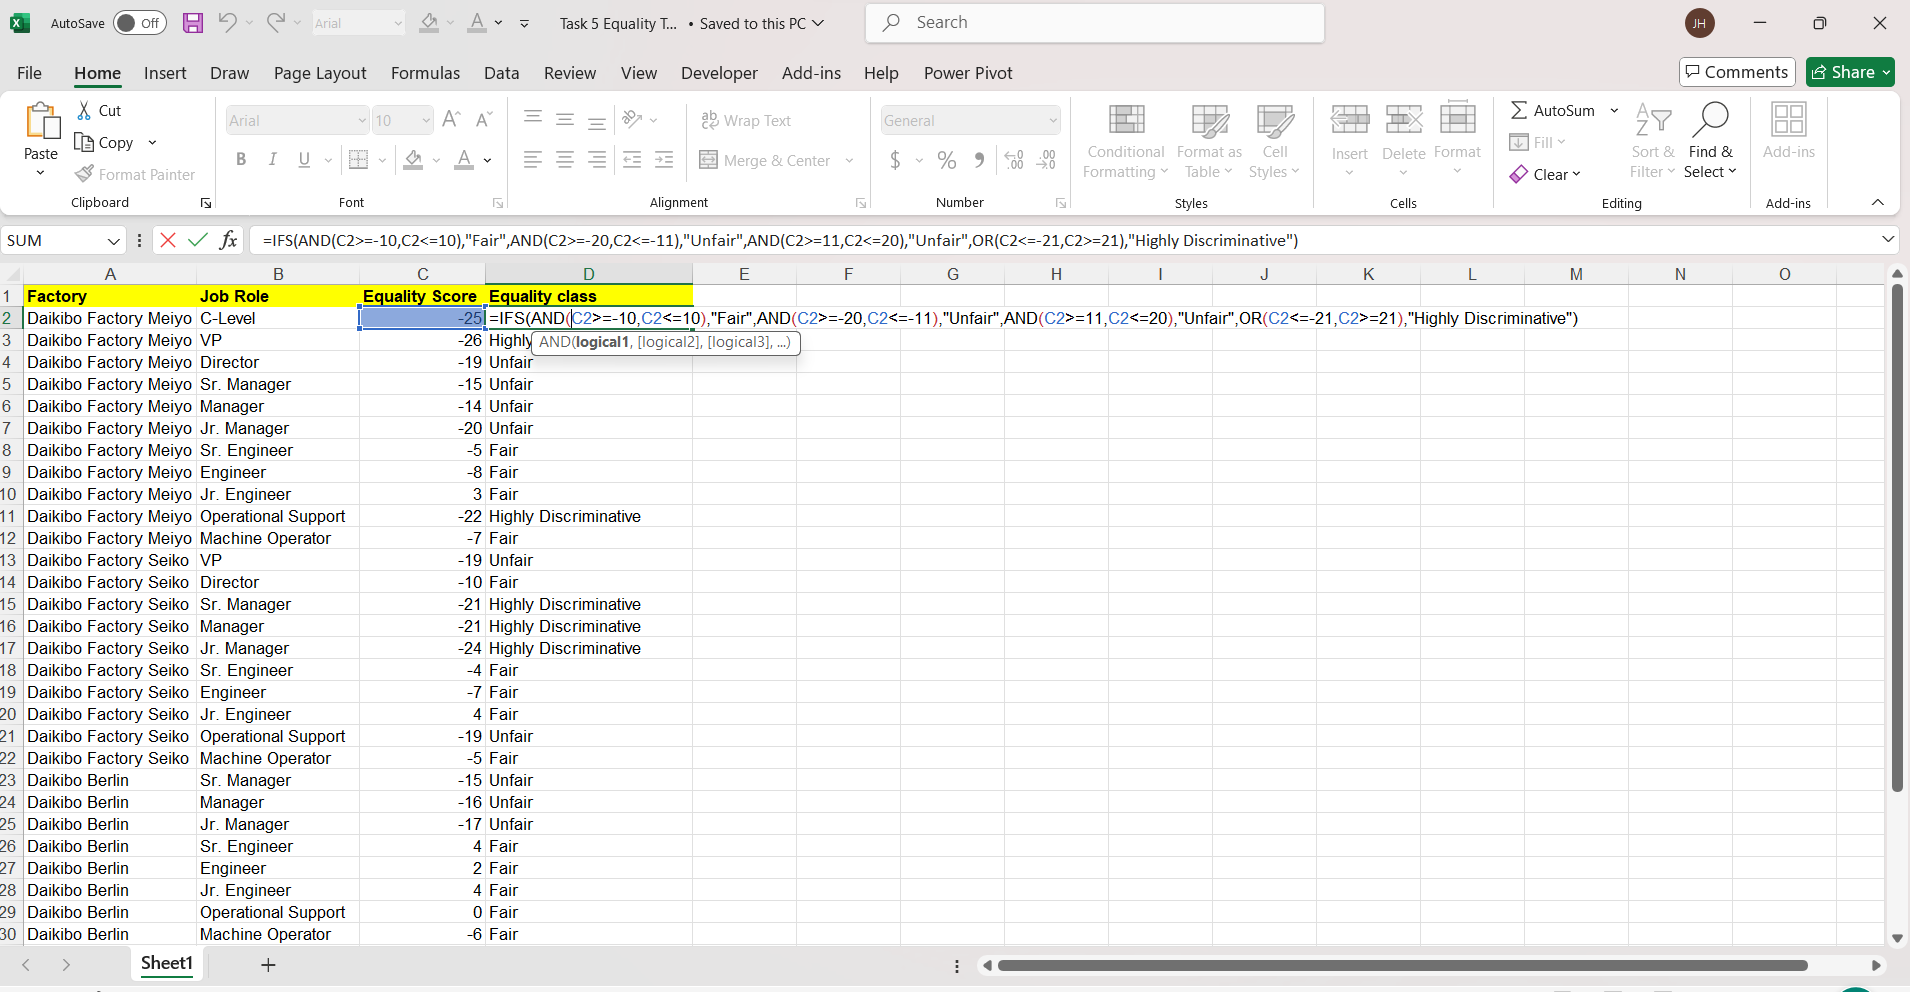 AutoSave Off Arial Task 5 Equality T... • Saved to this PC Search JH
File Home Insert Draw Page Layout Formulas Data Review View Developer Add-ins Help Power Pivot Comments Share
Paste
Cut
Copy
Format Painter
Clipboard
Arial 10 A A
B I U A
Font
Wrap Text
Merge & Center
Alignment
General
$ %
Number
Conditional Formatting
Format as Table
Cell Styles
Styles
Insert Delete Format
Cells
AutoSum
Fill
Clear
Sort & Filter
Find & Select
Editing
Add-ins
Add-ins
SUM fx =IFS(AND(C2>=-10,C2<=10),"Fair",AND(C2>=-20,C2<=-11),"Unfair",AND(C2>=11,C2<=20),"Unfair",OR(C2<=-21,C2>=21),"Highly Discriminative")
A B C D E F G H I J K L M N O
1 Factory Job Role Equality Score Equality class
2 Daikibo Factory Meiyo C-Level -25 =IFS(AND(C2>=-10,C2<=10),"Fair",AND(C2>=-20,C2<=-11),"Unfair",AND(C2>=11,C2<=20),"Unfair",OR(C2<=-21,C2>=21),"Highly Discriminative")
3 Daikibo Factory Meiyo VP -26 Highly AND(logical1, [logical2], [logical3], ...)
4 Daikibo Factory Meiyo Director -19 Unfair
5 Daikibo Factory Meiyo Sr. Manager -15 Unfair
6 Daikibo Factory Meiyo Manager -14 Unfair
7 Daikibo Factory Meiyo Jr. Manager -20 Unfair
8 Daikibo Factory Meiyo Sr. Engineer -5 Fair
9 Daikibo Factory Meiyo Engineer -8 Fair
10 Daikibo Factory Meiyo Jr. Engineer 3 Fair
11 Daikibo Factory Meiyo Operational Support -22 Highly Discriminative
12 Daikibo Factory Meiyo Machine Operator -7 Fair
13 Daikibo Factory Seiko VP -19 Unfair
14 Daikibo Factory Seiko Director -10 Fair
15 Daikibo Factory Seiko Sr. Manager -21 Highly Discriminative
16 Daikibo Factory Seiko Manager -21 Highly Discriminative
17 Daikibo Factory Seiko Jr. Manager -24 Highly Discriminative
18 Daikibo Factory Seiko Sr. Engineer -4 Fair
19 Daikibo Factory Seiko Engineer -7 Fair
20 Daikibo Factory Seiko Jr. Engineer 4 Fair
21 Daikibo Factory Seiko Operational Support -19 Unfair
22 Daikibo Factory Seiko Machine Operator -5 Fair
23 Daikibo Berlin Sr. Manager -15 Unfair
24 Daikibo Berlin Manager -16 Unfair
25 Daikibo Berlin Jr. Manager -17 Unfair
26 Daikibo Berlin Sr. Engineer 4 Fair
27 Daikibo Berlin Engineer 2 Fair
28 Daikibo Berlin Jr. Engineer 4 Fair
29 Daikibo Berlin Operational Support 0 Fair
30 Daikibo Berlin Machine Operator -6 Fair
Sheet1